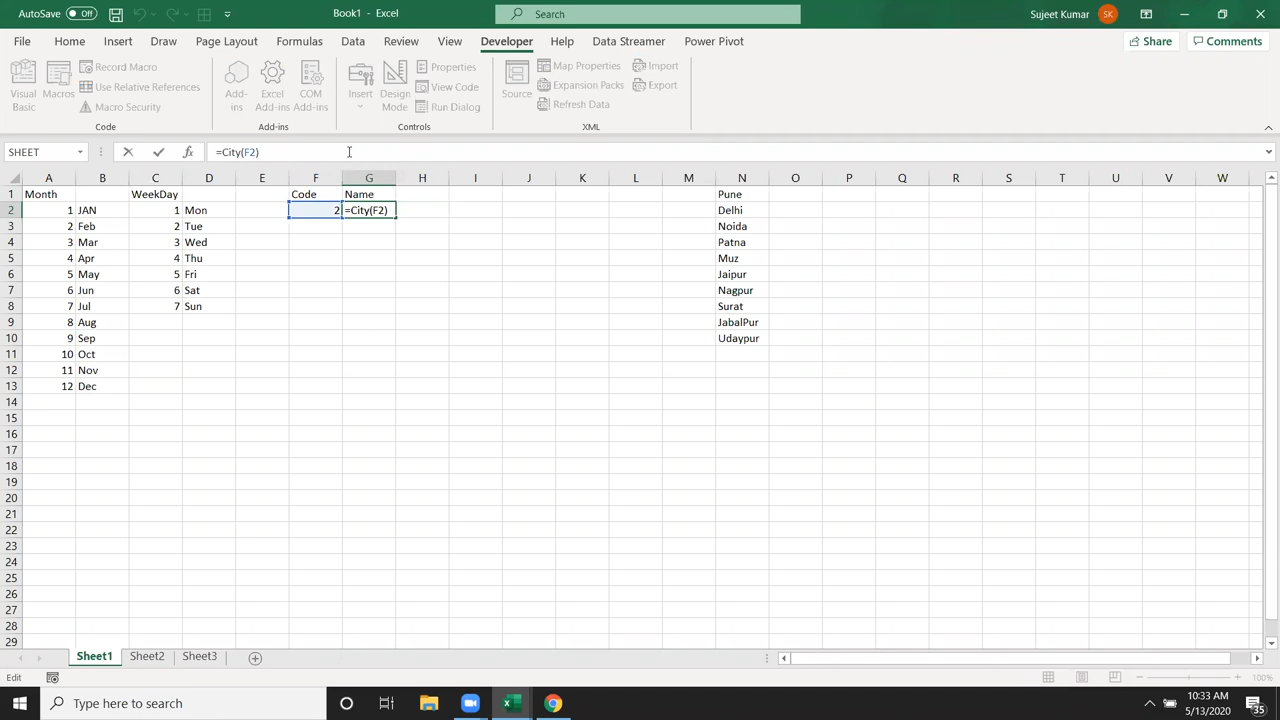 AutoSave Off Book1 - Excel Search Sujeet Kumar SK
File Home Insert Draw Page Layout Formulas Data Review View Developer Help Data Streamer Power Pivot Share Comments
Visual Basic Macros Record Macro Use Relative References Macro Security Add-ins Excel Add-ins COM Add-ins Insert Design Mode Properties View Code Run Dialog Source Map Properties Expansion Packs Refresh Data Import Export
Code Add-ins Controls XML
SHEET fx =City(F2)
A B C D E F G H I J K L M N O P Q R S T U V W
1 Month WeekDay Code Name Pune
2 1 JAN 1 Mon 2 =City(F2) Delhi
3 2 Feb 2 Tue Noida
4 3 Mar 3 Wed Patna
5 4 Apr 4 Thu Muz
6 5 May 5 Fri Jaipur
7 6 Jun 6 Sat Nagpur
8 7 Jul 7 Sun Surat
9 8 Aug JabalPur
10 9 Sep Udaypur
11 10 Oct
12 11 Nov
13 12 Dec
14
15
16
17
18
19
20
21
22
23
24
25
26
27
28
29
Sheet1 Sheet2 Sheet3
Edit 100%
Type here to search 10:33 AM
5/13/2020 35